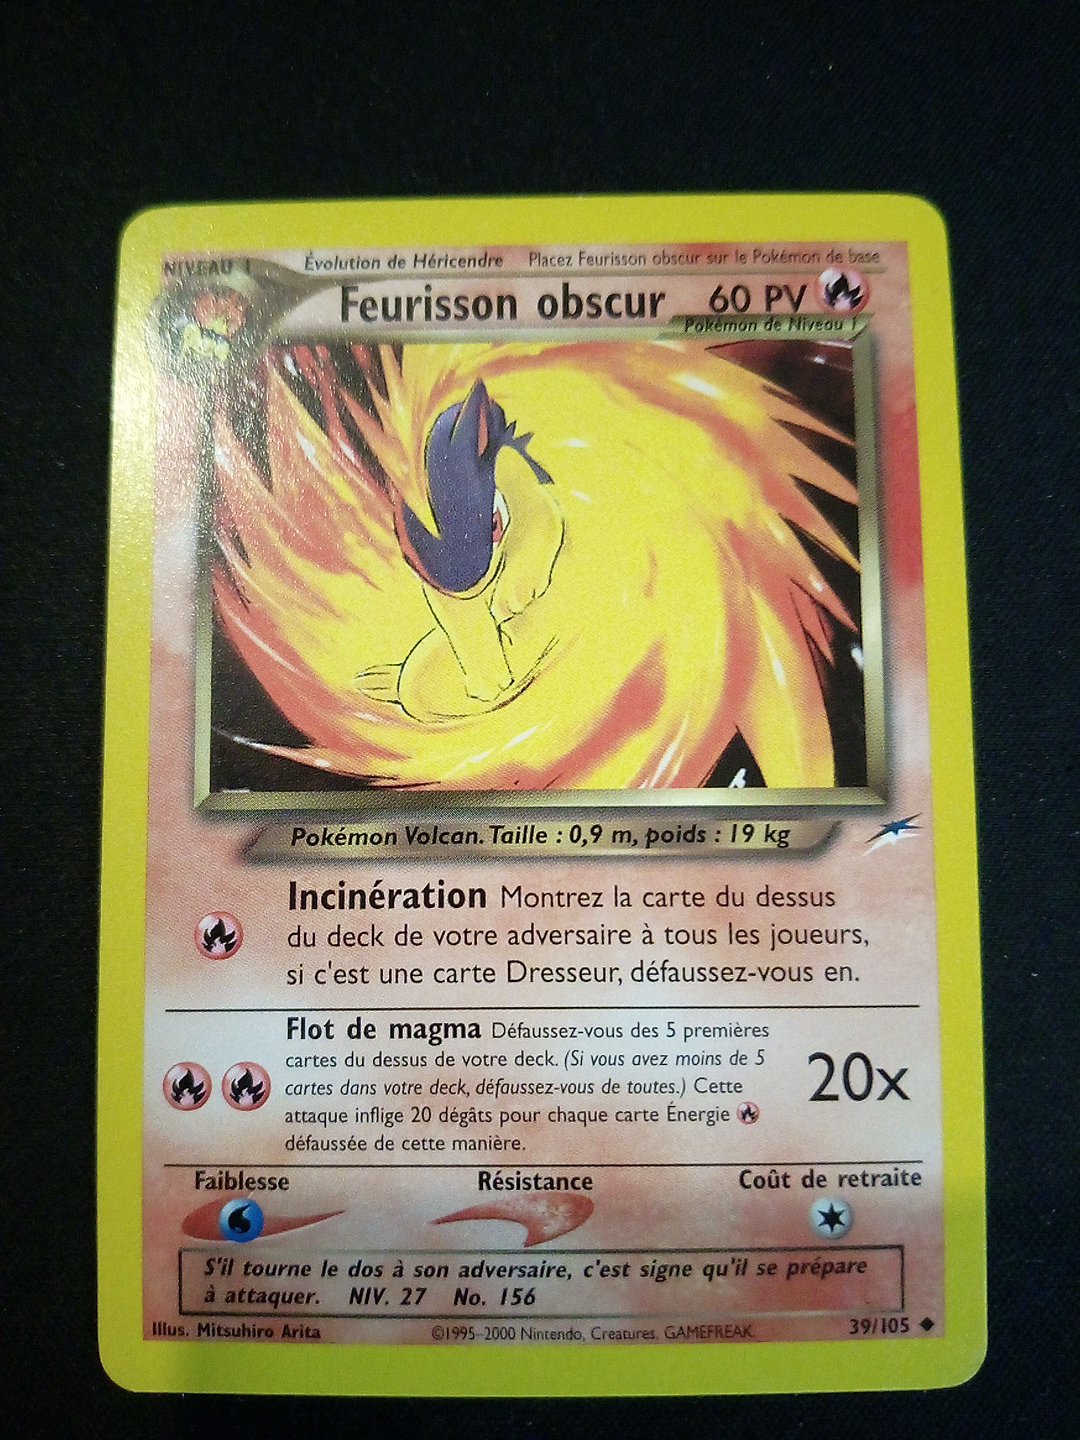 NIVEAU 1
Évolution de Héricendre
Placez Feurisson obscur sur le Pokémon de base
Feurisson obscur 60 PV
Pokémon de Niveau 1
Pokémon Volcan. Taille : 0,9 m, poids : 19 kg
Incinération Montrez la carte du dessus
du deck de votre adversaire à tous les joueurs,
si c'est une carte Dresseur, défaussez-vous en.
Flot de magma Défaussez-vous des 5 premières
cartes du dessus de votre deck. (Si vous avez moins de 5
cartes dans votre deck, défaussez-vous de toutes.) Cette
attaque inflige 20 dégâts pour chaque carte Énergie
défaussée de cette manière.
20x
Faiblesse Résistance Coût de retraite
S'il tourne le dos à son adversaire, c'est signe qu'il se prépare
à attaquer. NIV. 27 No. 156
Illus. Mitsuhiro Arita ©1995–2000 Nintendo, Creatures, GAMEFREAK. 39/105